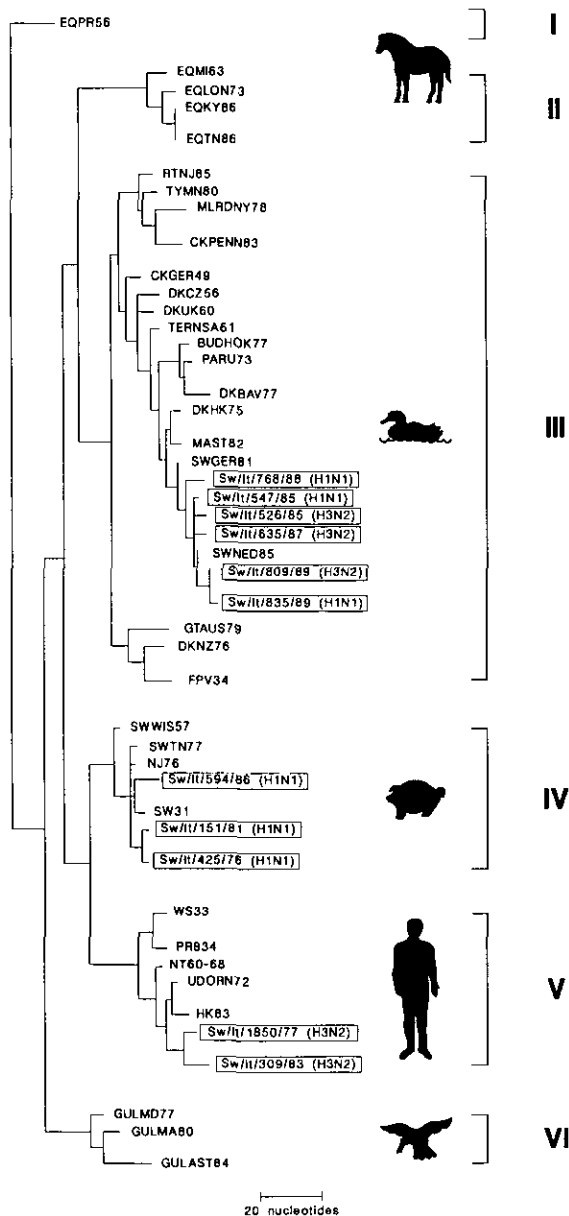 EQPR56
I
EQMI63
EQLON73
EQKY86
II
EQTN86
RTNJ85
TYMN80
MLRDNY78
CKPENN83
CKGER49
DKCZ56
DKUK60
TERNSA61
BUDHOK77
PARU73
DKBAV77
DKHK75
III
MAST82
SWGER81
Sw/It/768/88 (H1N1)
Sw/It/547/85 (H1N1)
Sw/It/526/85 (H3N2)
Sw/It/635/87 (H3N2)
SWNED85
Sw/It/809/89 (H3N2)
Sw/It/835/89 (H1N1)
GTAUS79
DKNZ76
FPV34
SWWIS57
SWTN77
NJ76
Sw/It/594/86 (H1N1)
IV
SW31
Sw/It/151/81 (H1N1)
Sw/It/425/76 (H1N1)
WS33
PR834
NT60-68
UDORN72
V
HK83
Sw/It/1850/77 (H3N2)
Sw/It/309/83 (H3N2)
GULMD77
GULMA80
VI
GULAST84
20 nucleotides